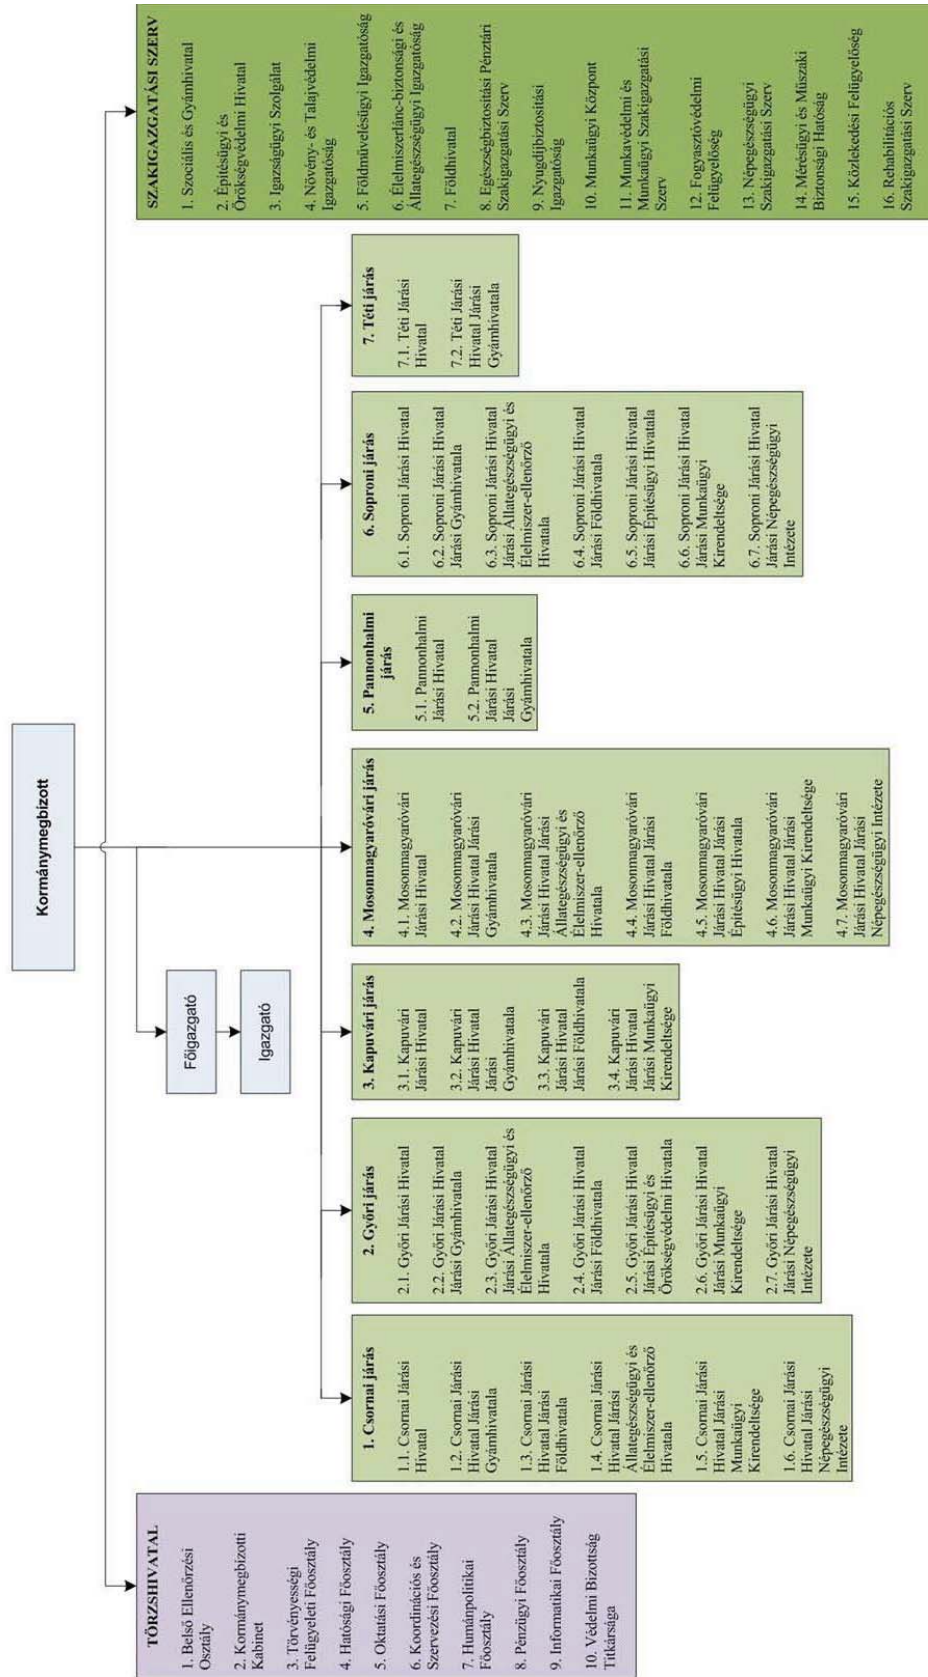 Kormánymegbizott
Főigazgató
Igazgató
TÖRZSHIVATAL
1. Belső Ellenőrzési
Osztály
2. Kormánymegbízotti
Kabinet
3. Törvényességi
Felügyeleti Főosztály
4. Hatósági Főosztály
5. Oktatási Főosztály
6. Koordinációs és
Szervezési Főosztály
7. Humánpolitikai
Főosztály
8. Pénzügyi Főosztály
9. Informatikai Főosztály
10. Védelmi Bizottság
Titkársága
1. Csornai járás
1.1. Csornai Járási
Hivatal
1.2. Csornai Járási
Hivatal Járási
Gyámhivatala
1.3. Csornai Járási
Hivatal Járási
Földhivatala
1.4. Csornai Járási
Hivatal Járási
Állategészségügyi és
Élelmiszer-ellenőrző
Hivatala
1.5. Csornai Járási
Hivatal Járási
Munkaügyi
Kirendeltsége
1.6. Csornai Járási
Hivatal Járási
Népegészségügyi
Intézete
2. Győri járás
2.1. Győri Járási Hivatal
2.2. Győri Járási Hivatal
Járási Gyámhivatala
2.3. Győri Járási Hivatal
Járási Állategészségügyi és
Élelmiszer-ellenőrző
Hivatala
2.4. Győri Járási Hivatal
Járási Földhivatala
2.5. Győri Járási Hivatal
Járási Építésügyi és
Örökségvédelmi Hivatala
2.6. Győri Járási Hivatal
Járási Munkaügyi
Kirendeltsége
2.7. Győri Járási Hivatal
Járási Népegészségügyi
Intézete
3. Kapuvári járás
3.1. Kapuvári
Járási Hivatal
3.2. Kapuvári
Járási Hivatal
Járási
Gyámhivatala
3.3. Kapuvári
Járási Hivatal
Járási Földhivatala
3.4. Kapuvári
Járási Hivatal
Járási Munkaügyi
Kirendeltsége
4. Mosonmagyaróvári járás
4.1. Mosonmagyaróvári
Járási Hivatal
4.2. Mosonmagyaróvári
Járási Hivatal Járási
Gyámhivatala
4.3. Mosonmagyaróvári
Járási Hivatal Járási
Állategészségügyi és
Élelmiszer-ellenőrző
Hivatala
4.4. Mosonmagyaróvári
Járási Hivatal Járási
Földhivatala
4.5. Mosonmagyaróvári
Járási Hivatal Járási
Építésügyi Hivatala
4.6. Mosonmagyaróvári
Járási Hivatal Járási
Munkaügyi Kirendeltsége
4.7. Mosonmagyaróvári
Járási Hivatal Járási
Népegészségügyi Intézete
5. Pannonhalmi
járás
5.1. Pannonhalmi
Járási Hivatal
5.2. Pannonhalmi
Járási Hivatal
Járási
Gyámhivatala
6. Soproni járás
6.1. Soproni Járási Hivatal
6.2. Soproni Járási Hivatal
Járási Gyámhivatala
6.3. Soproni Járási Hivatal
Járási Állategészségügyi és
Élelmiszer-ellenőrző
Hivatala
6.4. Soproni Járási Hivatal
Járási Földhivatala
6.5. Soproni Járási Hivatal
Járási Építésügyi Hivatala
6.6. Soproni Járási Hivatal
Járási Munkaügyi
Kirendeltsége
6.7. Soproni Járási Hivatal
Járási Népegészségügyi
Intézete
7. Téti járás
7.1. Téti Járási
Hivatal
7.2. Téti Járási
Hivatal Járási
Gyámhivatala
SZAKIGAZGATÁSI SZERV
1. Szociális és Gyámhivatal
2. Építésügyi és
Örökségvédelmi Hivatal
3. Igazságügyi Szolgálat
4. Növény- és Talajvédelmi
Igazgatóság
5. Földművelésügyi Igazgatóság
6. Élelmiszerlánc-biztonsági és
Állategészségügyi Igazgatóság
7. Földhivatal
8. Egészségbiztosítási Pénztári
Szakigazgatási Szerv
9. Nyugdíjbiztosítási
Igazgatóság
10. Munkaügyi Központ
11. Munkavédelmi és
Munkaügyi Szakigazgatási
Szerv
12. Fogyasztóvédelmi
Felügyelőség
13. Népegészségügyi
Szakigazgatási Szerv
14. Mérésügyi és Műszaki
Biztonsági Hatóság
15. Közlekedési Felügyelőség
16. Rehabilitációs
Szakigazgatási Szerv